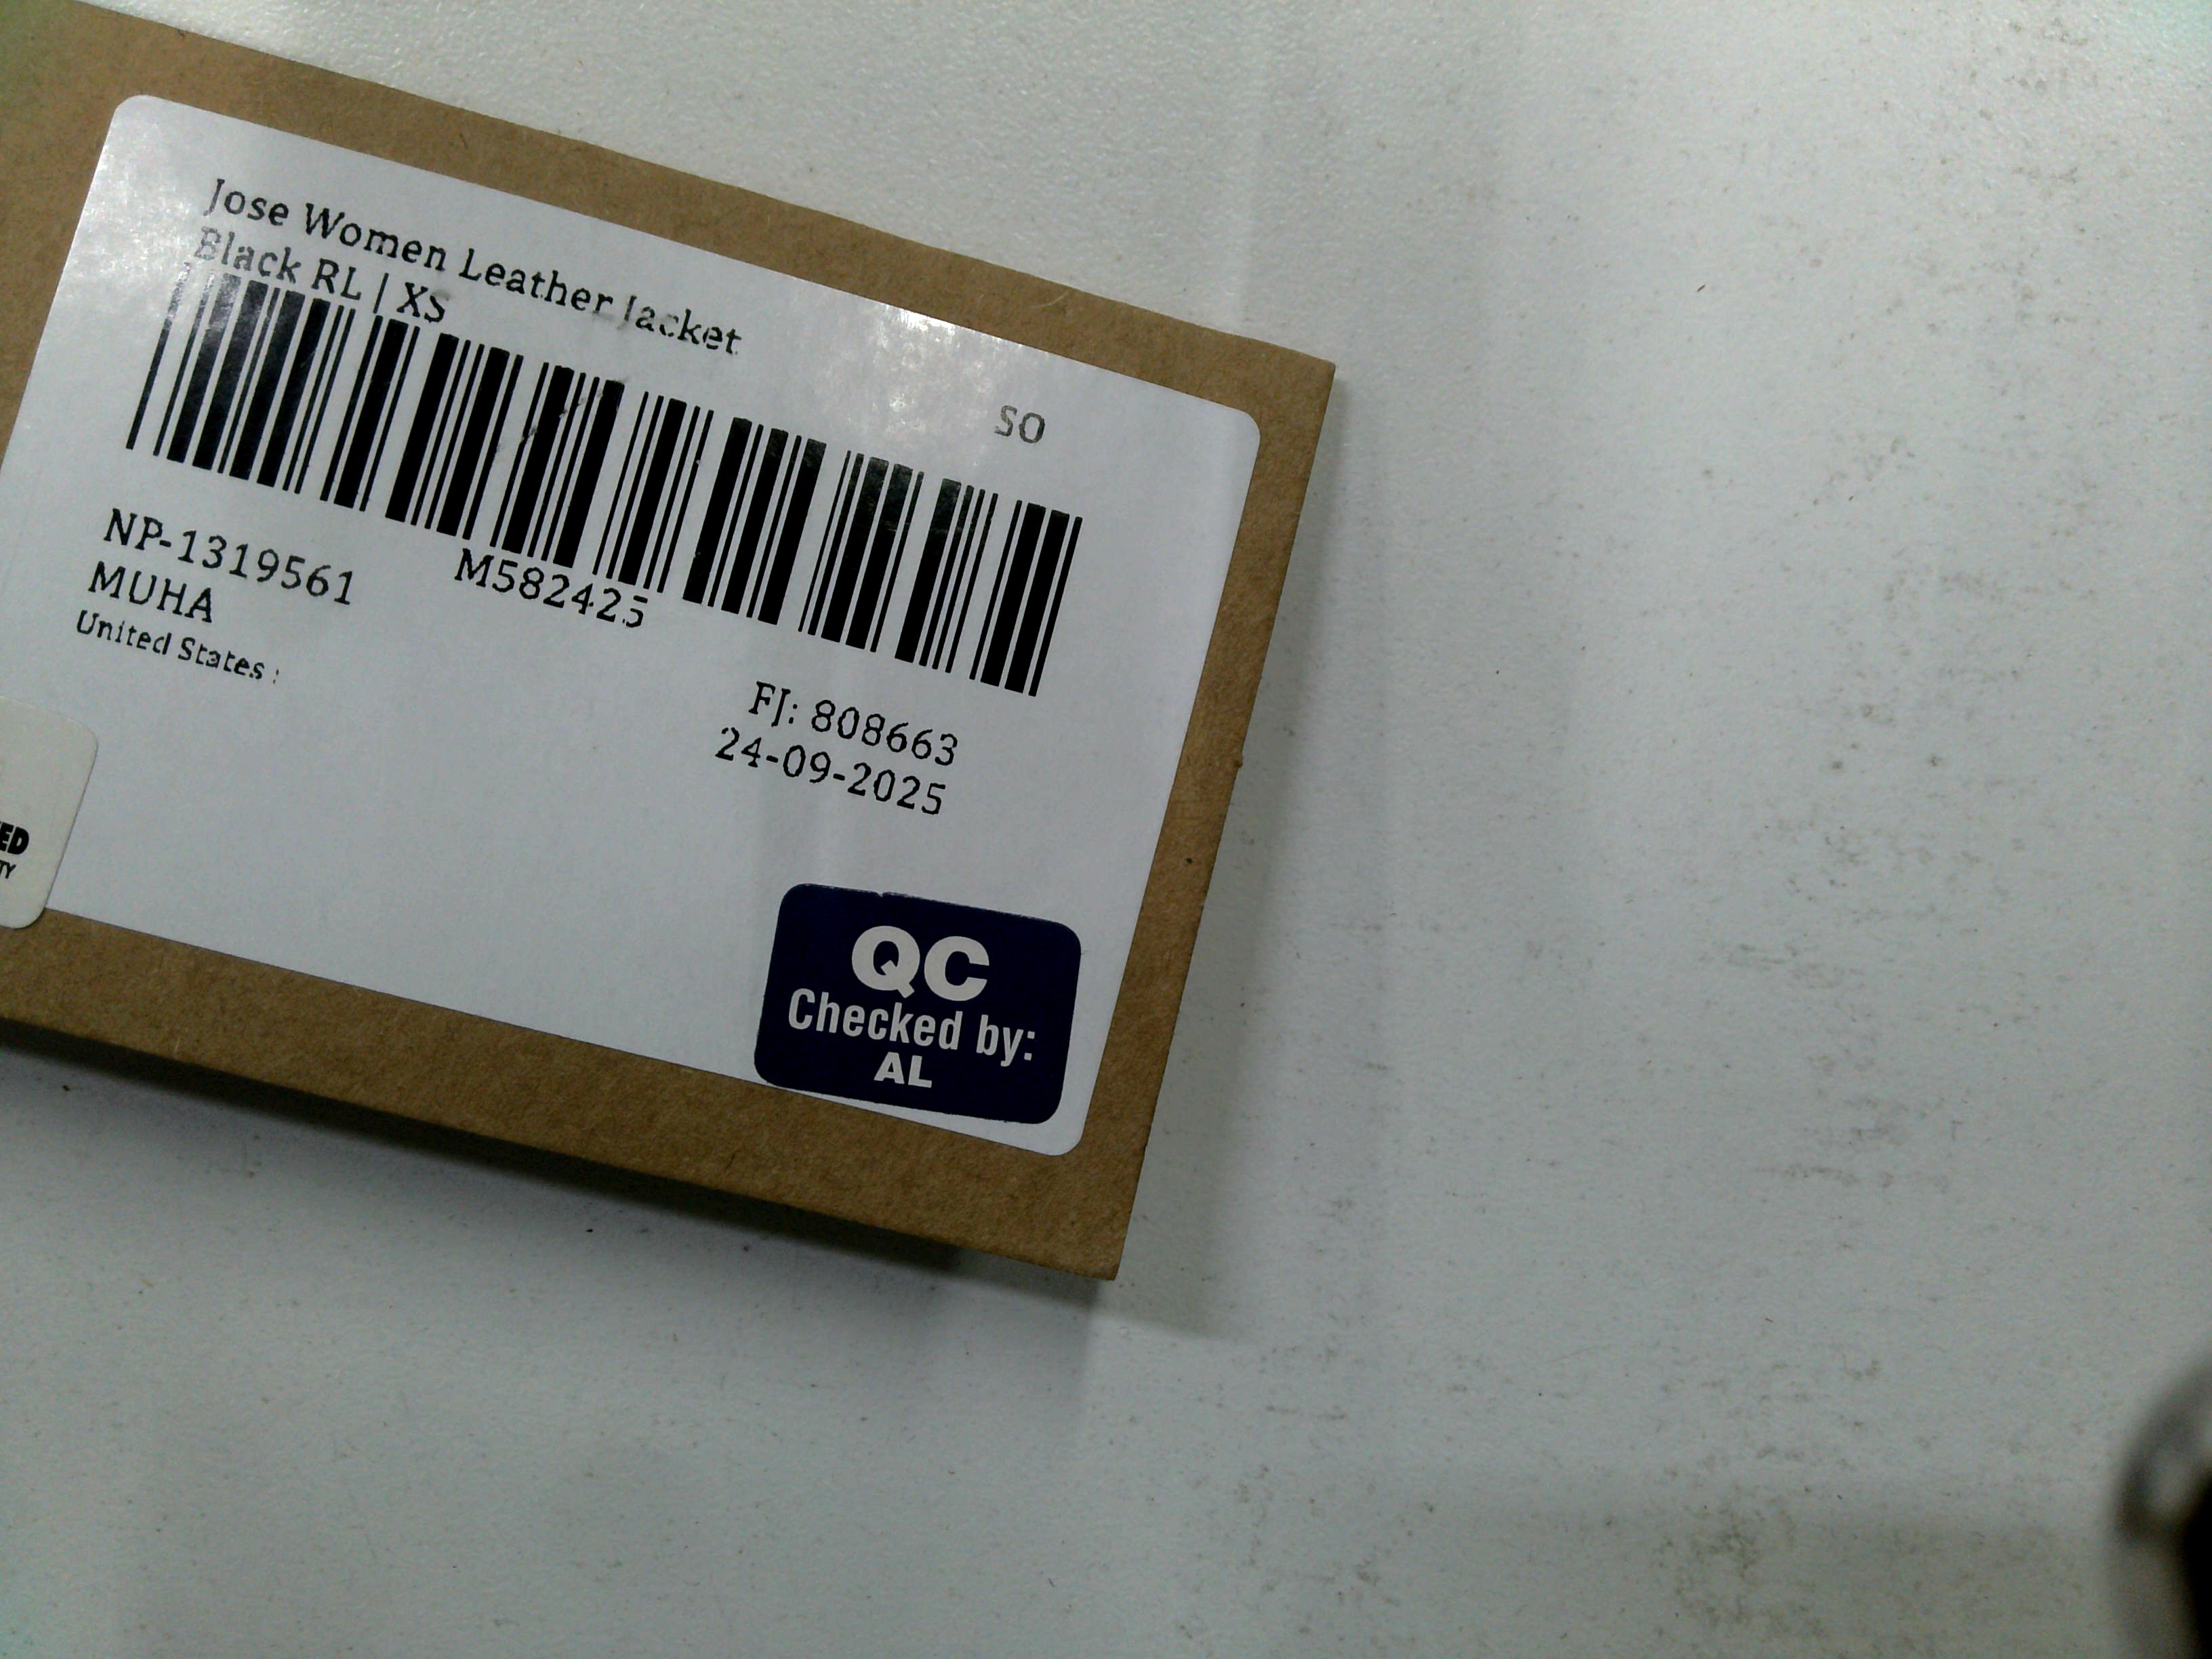 Jose Women Leather Jacket
Black RL | XS
SO
NP-1319561
M582425
MUHA
United States :
FJ: 808663
24-09-2025
QC
Checked by:
AL